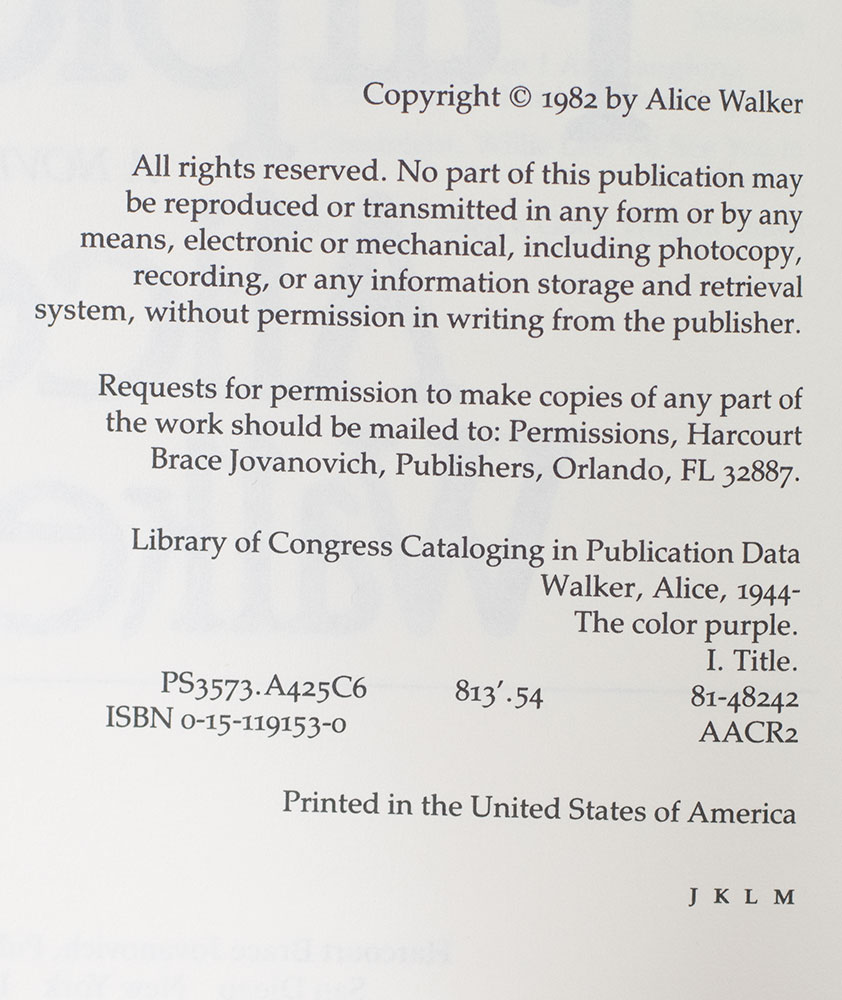 Copyright © 1982 by Alice Walker
All rights reserved. No part of this publication may
be reproduced or transmitted in any form or by any
means, electronic or mechanical, including photocopy,
recording, or any information storage and retrieval
system, without permission in writing from the publisher.
Requests for permission to make copies of any part of
the work should be mailed to: Permissions, Harcourt
Brace Jovanovich, Publishers, Orlando, FL 32887.
Library of Congress Cataloging in Publication Data
Walker, Alice, 1944-
The color purple.
I. Title.
PS3573.A425C6 813′.54 81-48242
ISBN 0-15-119153-0 AACR2
Printed in the United States of America
J K L M